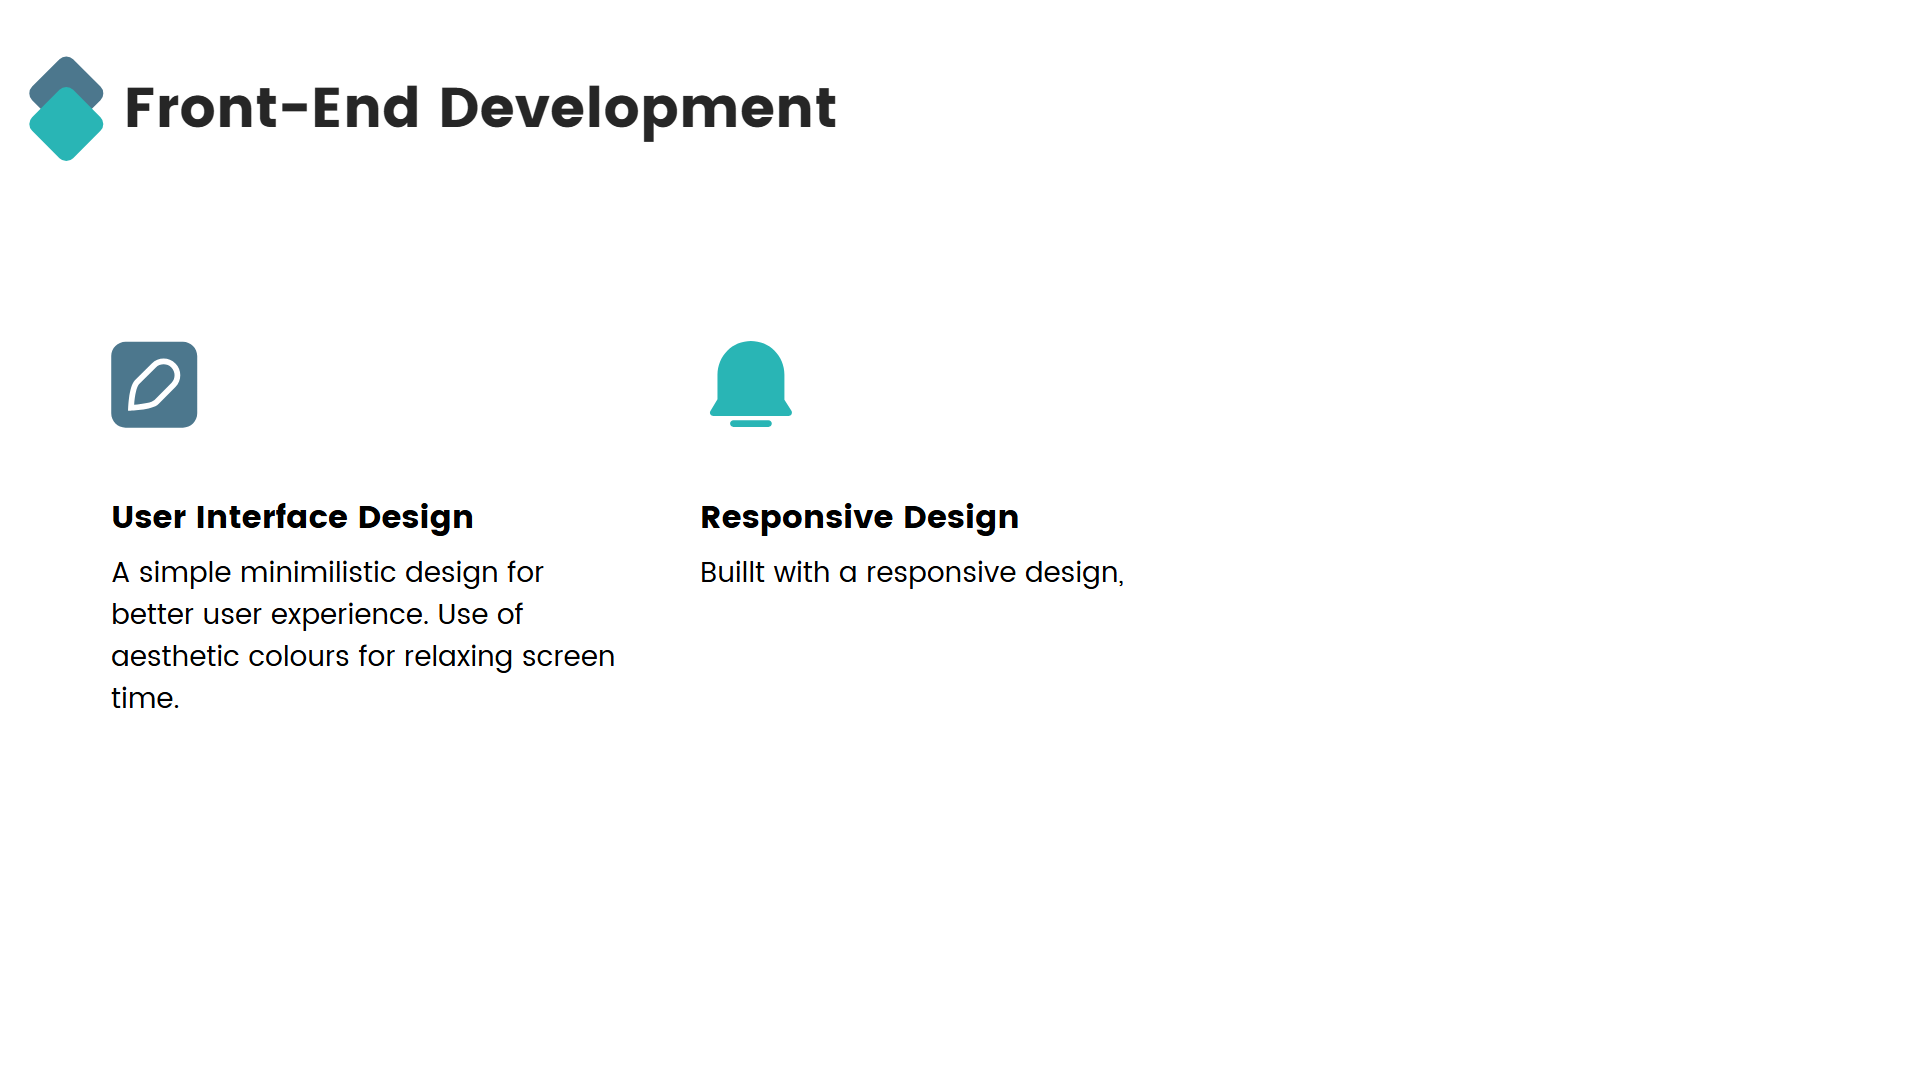 Front-End Development
User Interface Design
A simple minimilistic design for
better user experience. Use of
aesthetic colours for relaxing screen
time.
Responsive Design
Buillt with a responsive design,